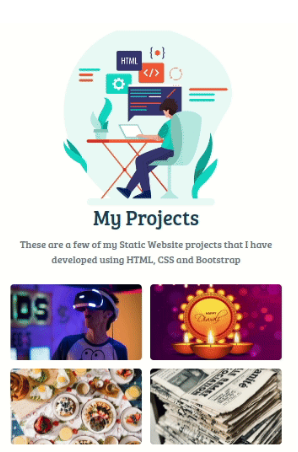 HTML
{ }
</>
My Projects
These are a few of my Static Website projects that I have
developed using HTML, CSS and Bootstrap
HAPPY
Diwali